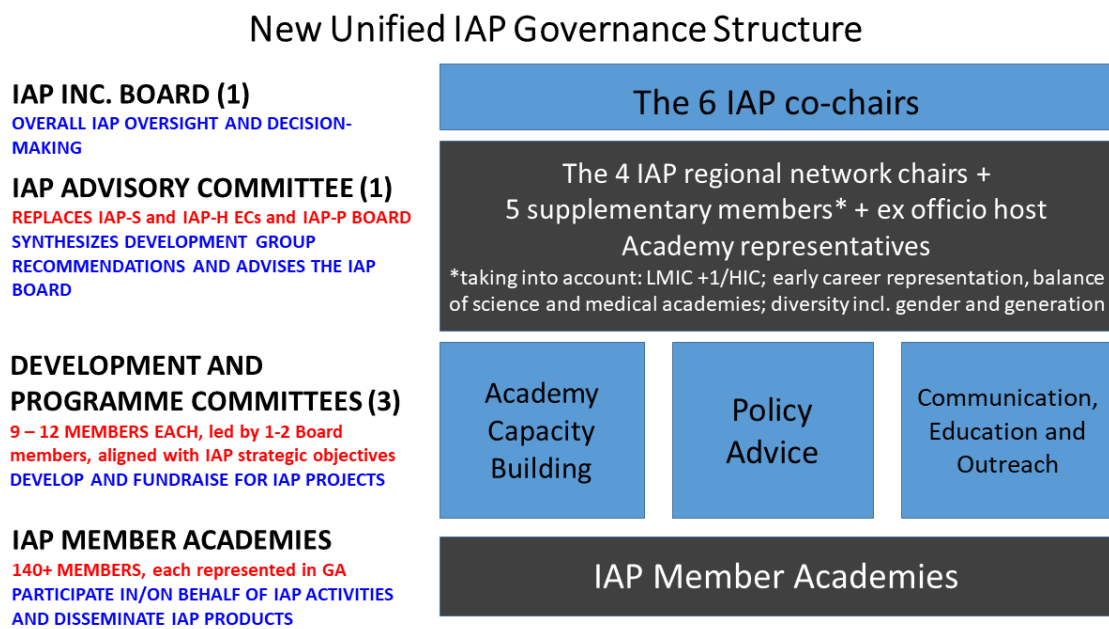 New Unified IAP Governance Structure
IAP INC. BOARD (1)
OVERALL IAP OVERSIGHT AND DECISION-
MAKING
The 6 IAP co-chairs
IAP ADVISORY COMMITTEE (1)
REPLACES IAP-S and IAP-H ECs and IAP-P BOARD
SYNTHESIZES DEVELOPMENT GROUP
RECOMMENDATIONS AND ADVISES THE IAP
BOARD
The 4 IAP regional network chairs +
5 supplementary members* + ex officio host
Academy representatives
*taking into account: LMIC +1/HIC; early career representation, balance
of science and medical academies; diversity incl. gender and generation
DEVELOPMENT AND
PROGRAMME COMMITTEES (3)
9 – 12 MEMBERS EACH, led by 1-2 Board
members, aligned with IAP strategic objectives
DEVELOP AND FUNDRAISE FOR IAP PROJECTS
Academy
Capacity
Building
Policy
Advice
Communication,
Education and
Outreach
IAP MEMBER ACADEMIES
140+ MEMBERS, each represented in GA
PARTICIPATE IN/ON BEHALF OF IAP ACTIVITIES
AND DISSEMINATE IAP PRODUCTS
IAP Member Academies